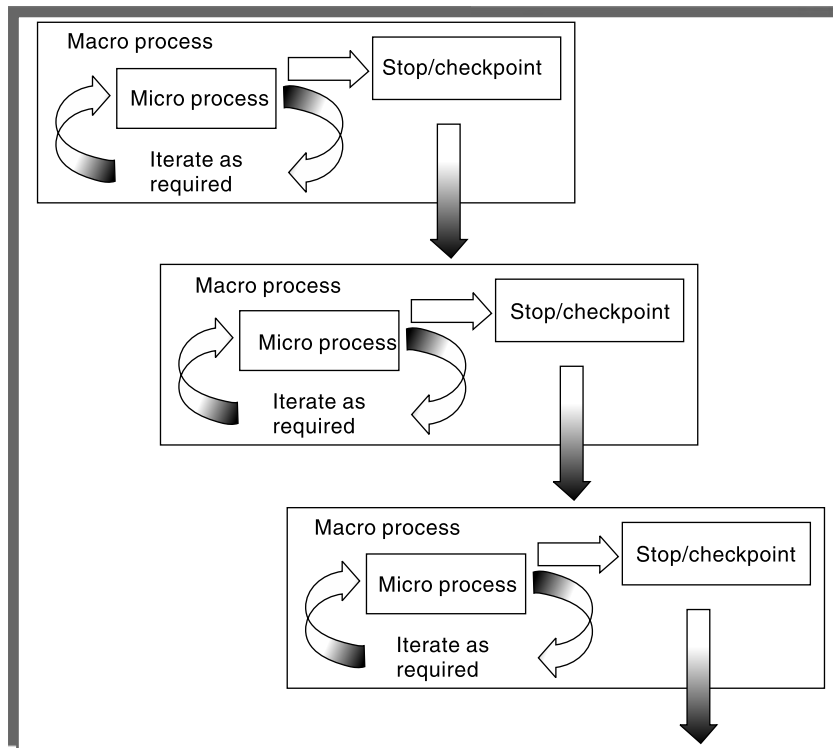 Macro process
Stop/checkpoint
Micro process
Iterate as
required
Macro process
Stop/checkpoint
Micro process
Iterate as
required
Macro process
Stop/checkpoint
Micro process
Iterate as
required